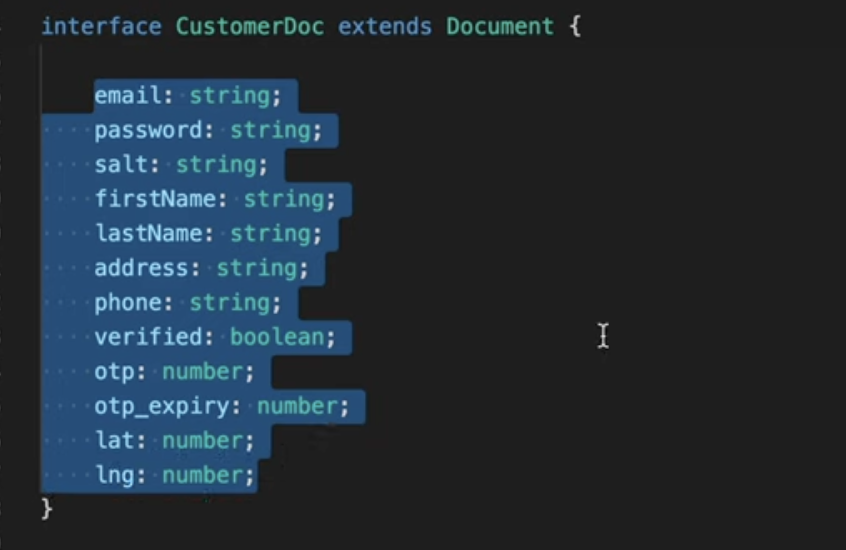 interface CustomerDoc extends Document {
email: string;
password: string;
salt: string;
firstName: string;
lastName: string;
address: string;
phone: string;
verified: boolean;
otp: number;
otp_expiry: number;
lat: number;
lng: number;
}